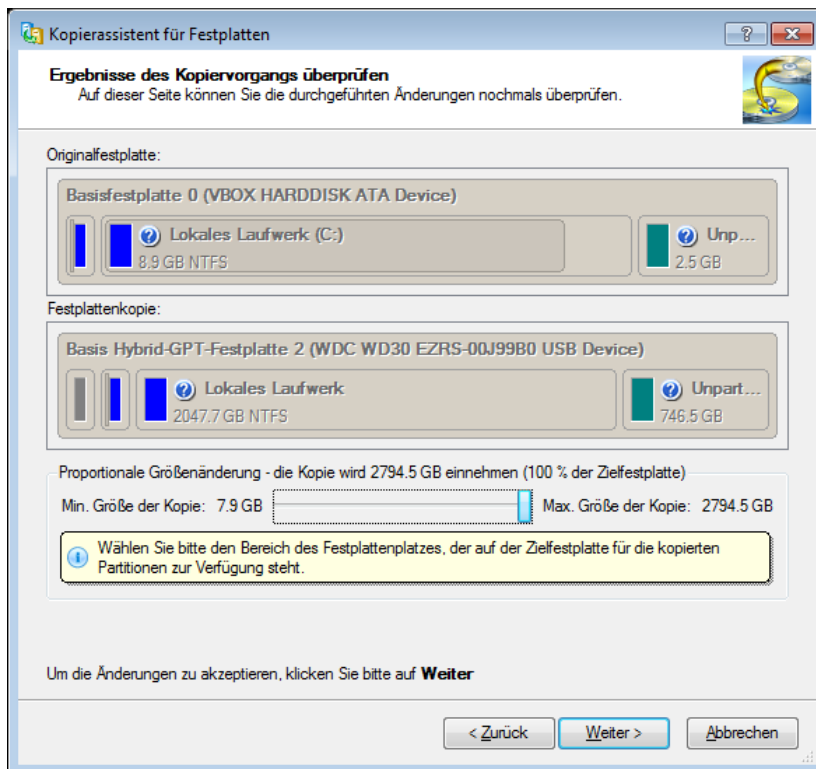 Kopierassistent für Festplatten
Ergebnisse des Kopiervorgangs überprüfen
Auf dieser Seite können Sie die durchgeführten Änderungen nochmals überprüfen.
Originalfestplatte:
Basisfestplatte 0 (VBOX HARDDISK ATA Device)
Lokales Laufwerk (C:) Unp...
8.9 GB NTFS 2.5 GB
Festplattenkopie:
Basis Hybrid-GPT-Festplatte 2 (WDC WD30 EZRS-00J99B0 USB Device)
Lokales Laufwerk Unpart...
2047.7 GB NTFS 746.5 GB
Proportionale Größenänderung - die Kopie wird 2794.5 GB einnehmen (100 % der Zielfestplatte)
Min. Größe der Kopie: 7.9 GB Max. Größe der Kopie: 2794.5 GB
Wählen Sie bitte den Bereich des Festplattenplatzes, der auf der Zielfestplatte für die kopierten
Partitionen zur Verfügung steht.
Um die Änderungen zu akzeptieren, klicken Sie bitte auf Weiter
< Zurück Weiter > Abbrechen